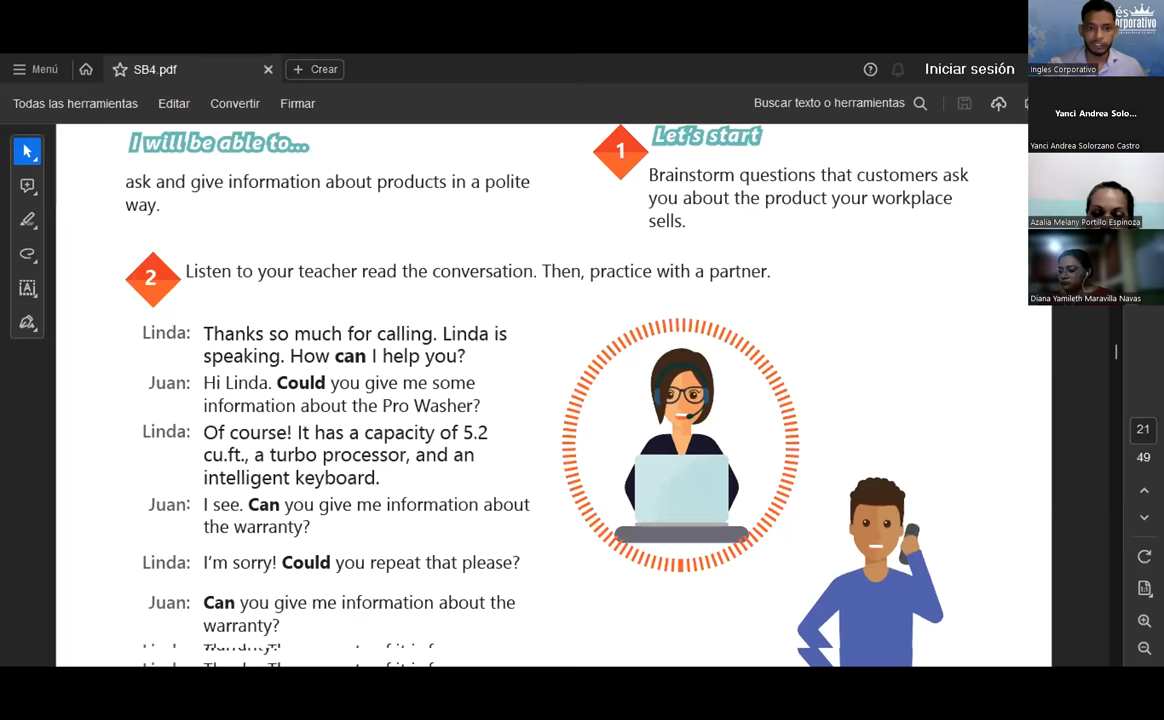 Menú
SB4.pdf
Crear
Iniciar sesión
Todas las herramientas
Editar
Convertir
Firmar
Buscar texto o herramientas
I will be able to...
ask and give information about products in a polite
way.
1
Let's start
Brainstorm questions that customers ask
you about the product your workplace
sells.
2
Listen to your teacher read the conversation. Then, practice with a partner.
Linda: Thanks so much for calling. Linda is
speaking. How can I help you?
Juan: Hi Linda. Could you give me some
information about the Pro Washer?
Linda: Of course! It has a capacity of 5.2
cu.ft., a turbo processor, and an
intelligent keyboard.
Juan: I see. Can you give me information about
the warranty?
Linda: I'm sorry! Could you repeat that please?
Juan: Can you give me information about the
warranty?
21
49
és
orporativo
Ingles Corporativo
Yanci Andrea Solo...
Yanci Andrea Solorzano Castro
Azalia Melany Portillo Espinoza
Diana Yamileth Maravilla Navas